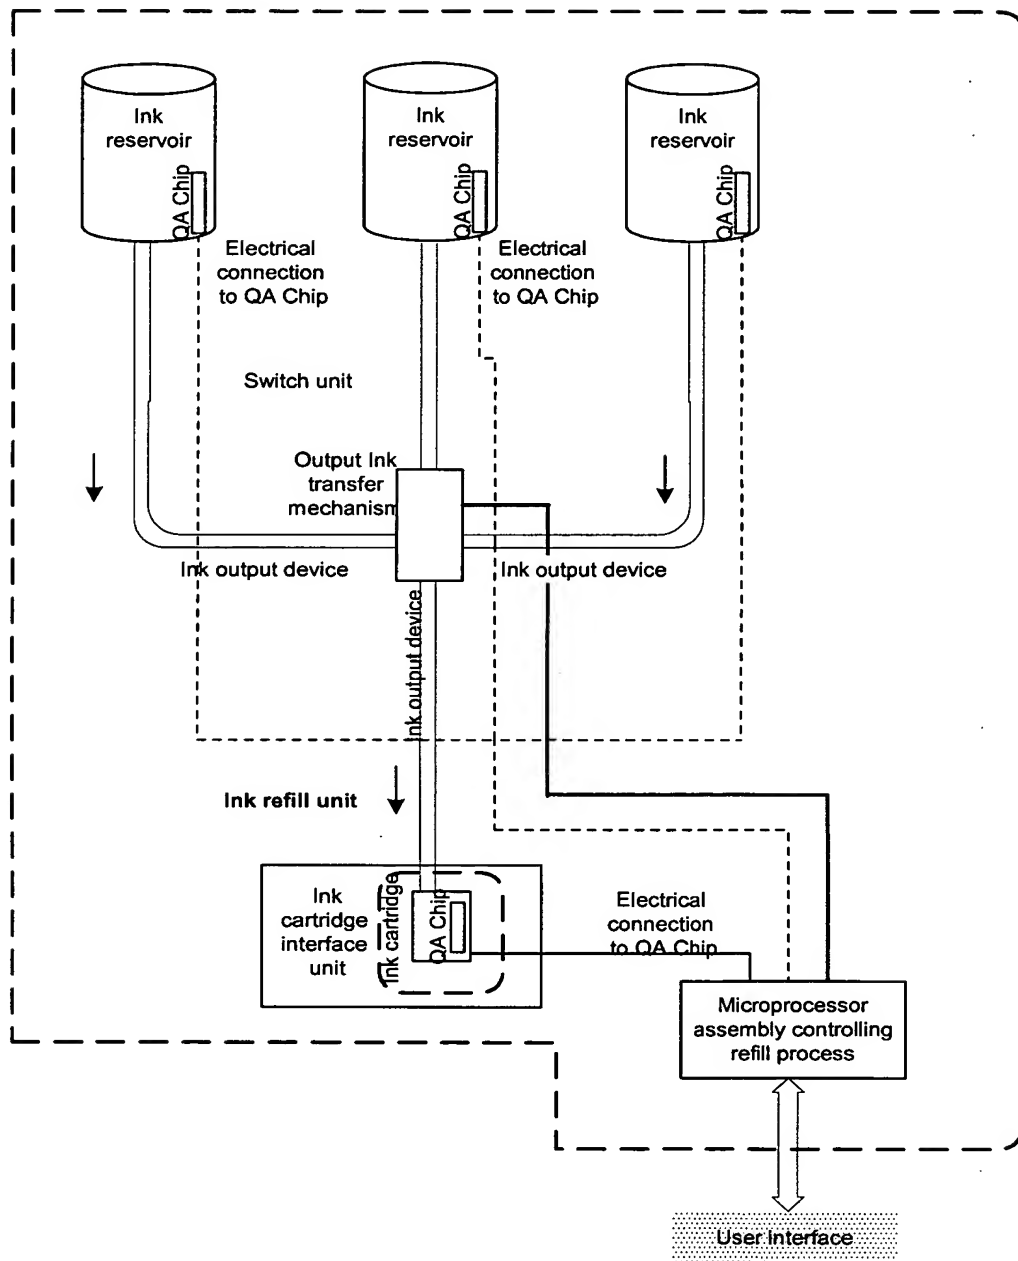 Ink
reservoir
QA Chip
Ink
reservoir
QA Chip
Ink
reservoir
QA Chip
Electrical
connection
to QA Chip
Electrical
connection
to QA Chip
Switch unit
Output Ink
transfer
mechanism
Ink output device
Ink output device
Ink output device
Ink refill unit
Ink
cartridge
interface
unit
Ink cartridge
QA Chip
Electrical
connection
to QA Chip
Microprocessor
assembly controlling
refill process
User interface